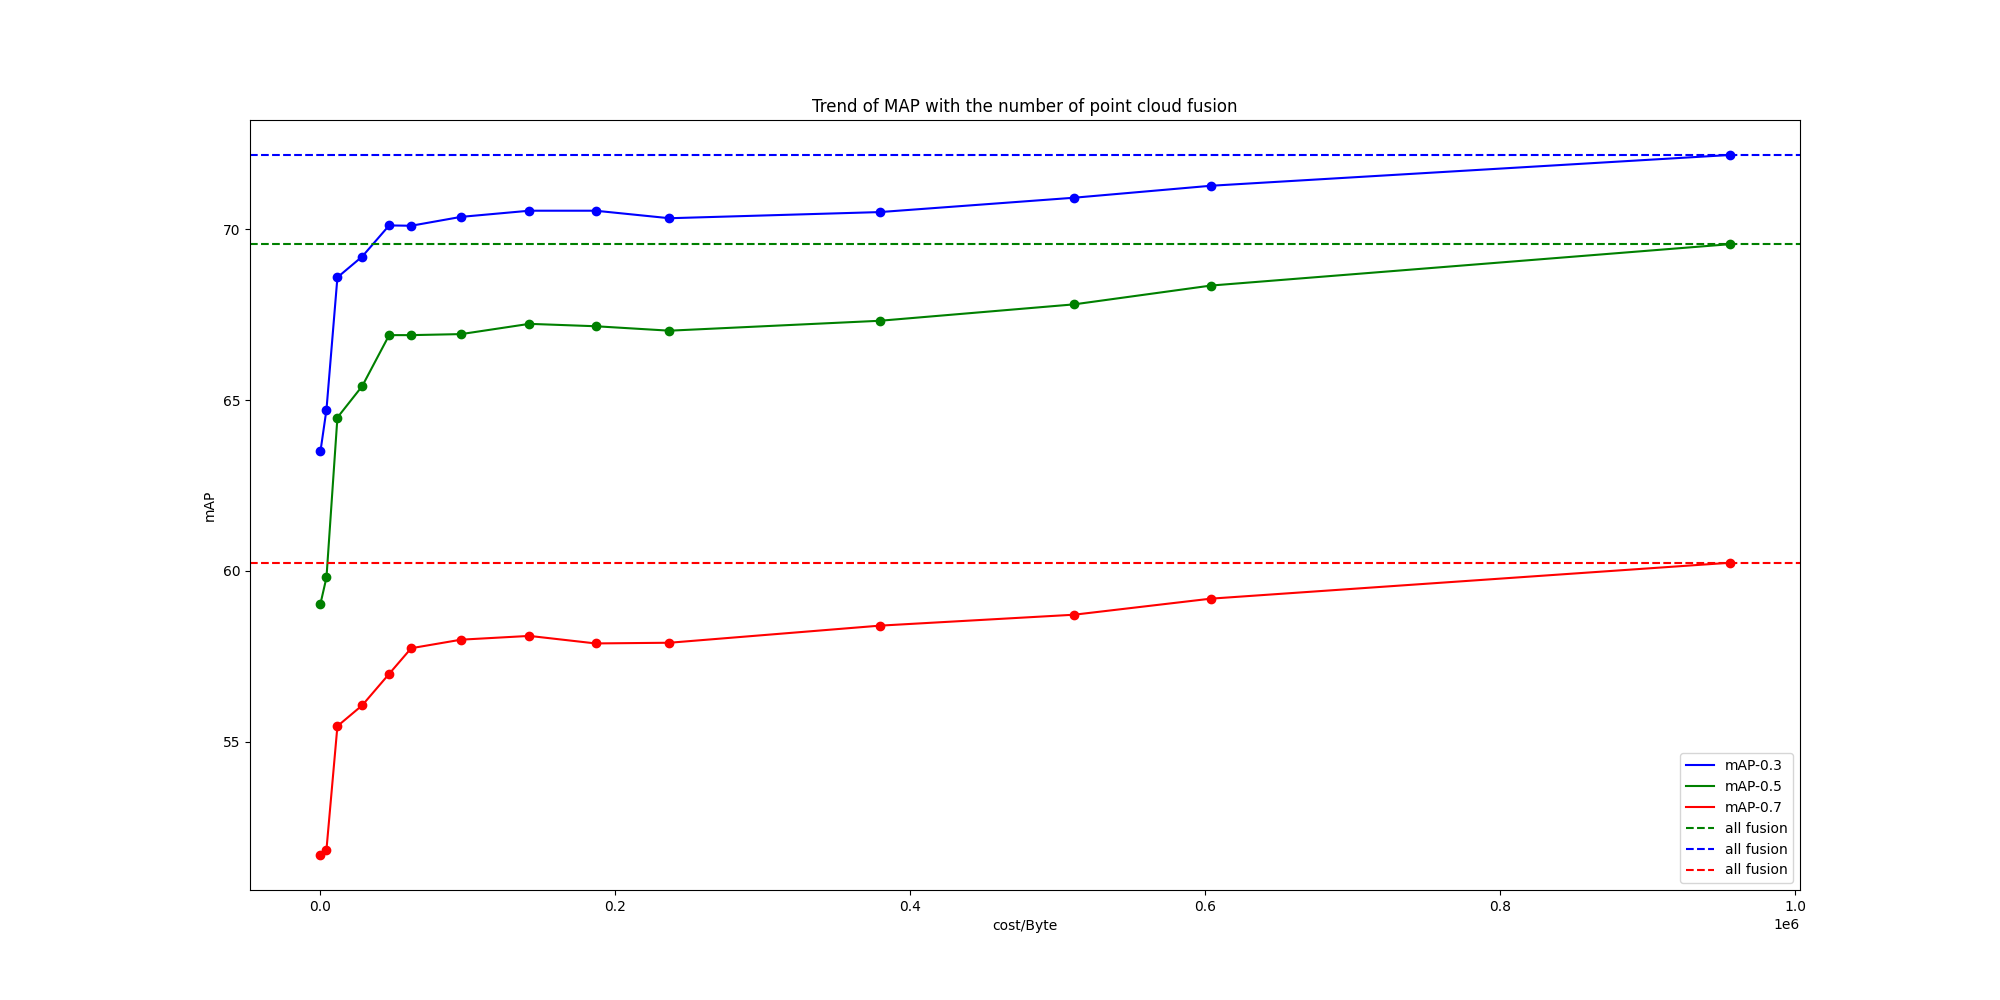 Trend of MAP with the number of point cloud fusion
mAP
70
65
60
55
0.0 0.2 0.4 0.6 0.8 1.0
1e6
cost/Byte
mAP-0.3
mAP-0.5
mAP-0.7
all fusion
all fusion
all fusion